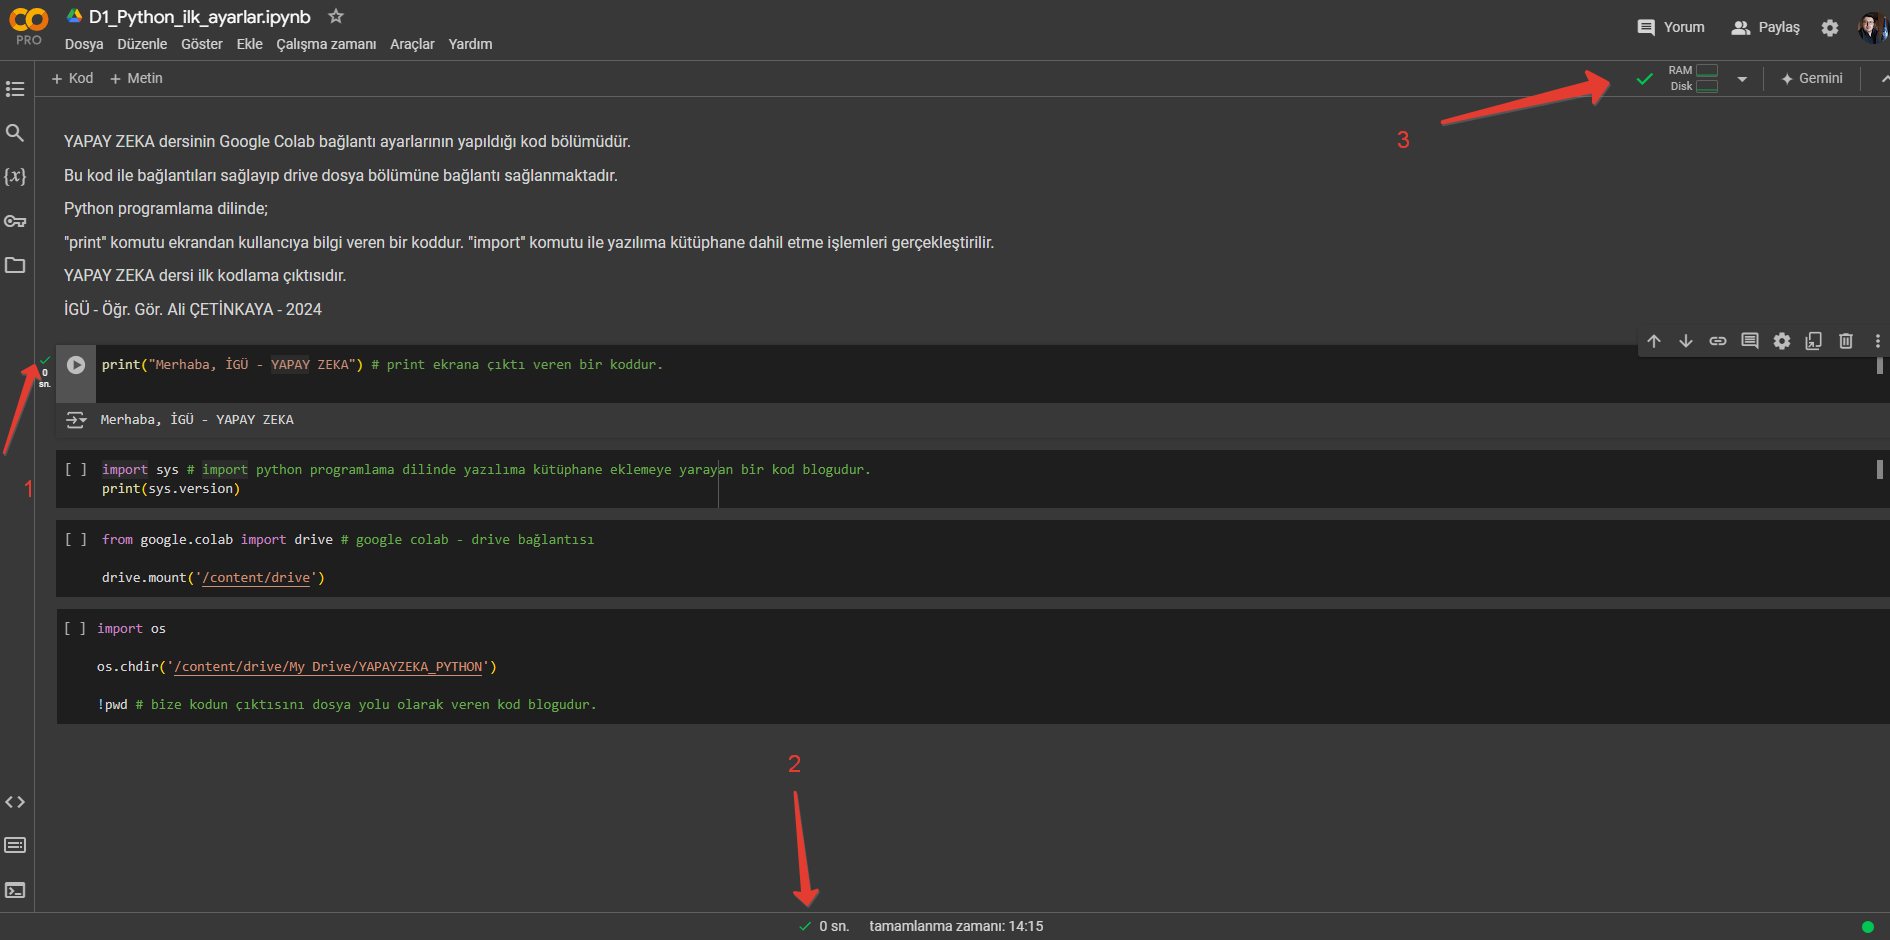 D1_Python_ilk_ayarlar.ipynb
PRO
Dosya Düzenle Göster Ekle Çalışma zamanı Araçlar Yardım
Yorum Paylaş
+ Kod + Metin
RAM
Disk
Gemini
3
YAPAY ZEKA dersinin Google Colab bağlantı ayarlarının yapıldığı kod bölümüdür.
Bu kod ile bağlantıları sağlayıp drive dosya bölümüne bağlantı sağlanmaktadır.
Python programlama dilinde;
"print" komutu ekrandan kullancıya bilgi veren bir koddur. "import" komutu ile yazılıma kütüphane dahil etme işlemleri gerçekleştirilir.
YAPAY ZEKA dersi ilk kodlama çıktısıdır.
İGÜ - Öğr. Gör. Ali ÇETİNKAYA - 2024
0
sn.
print("Merhaba, İGÜ - YAPAY ZEKA") # print ekrana çıktı veren bir koddur.
Merhaba, İGÜ - YAPAY ZEKA
1
[ ] import sys # import python programlama dilinde yazılıma kütüphane eklemeye yarayan bir kod blogudur.
print(sys.version)
[ ] from google.colab import drive # google colab - drive bağlantısı
drive.mount('/content/drive')
[ ] import os
os.chdir('/content/drive/My Drive/YAPAYZEKA_PYTHON')
!pwd # bize kodun çıktısını dosya yolu olarak veren kod blogudur.
2
0 sn. tamamlanma zamanı: 14:15